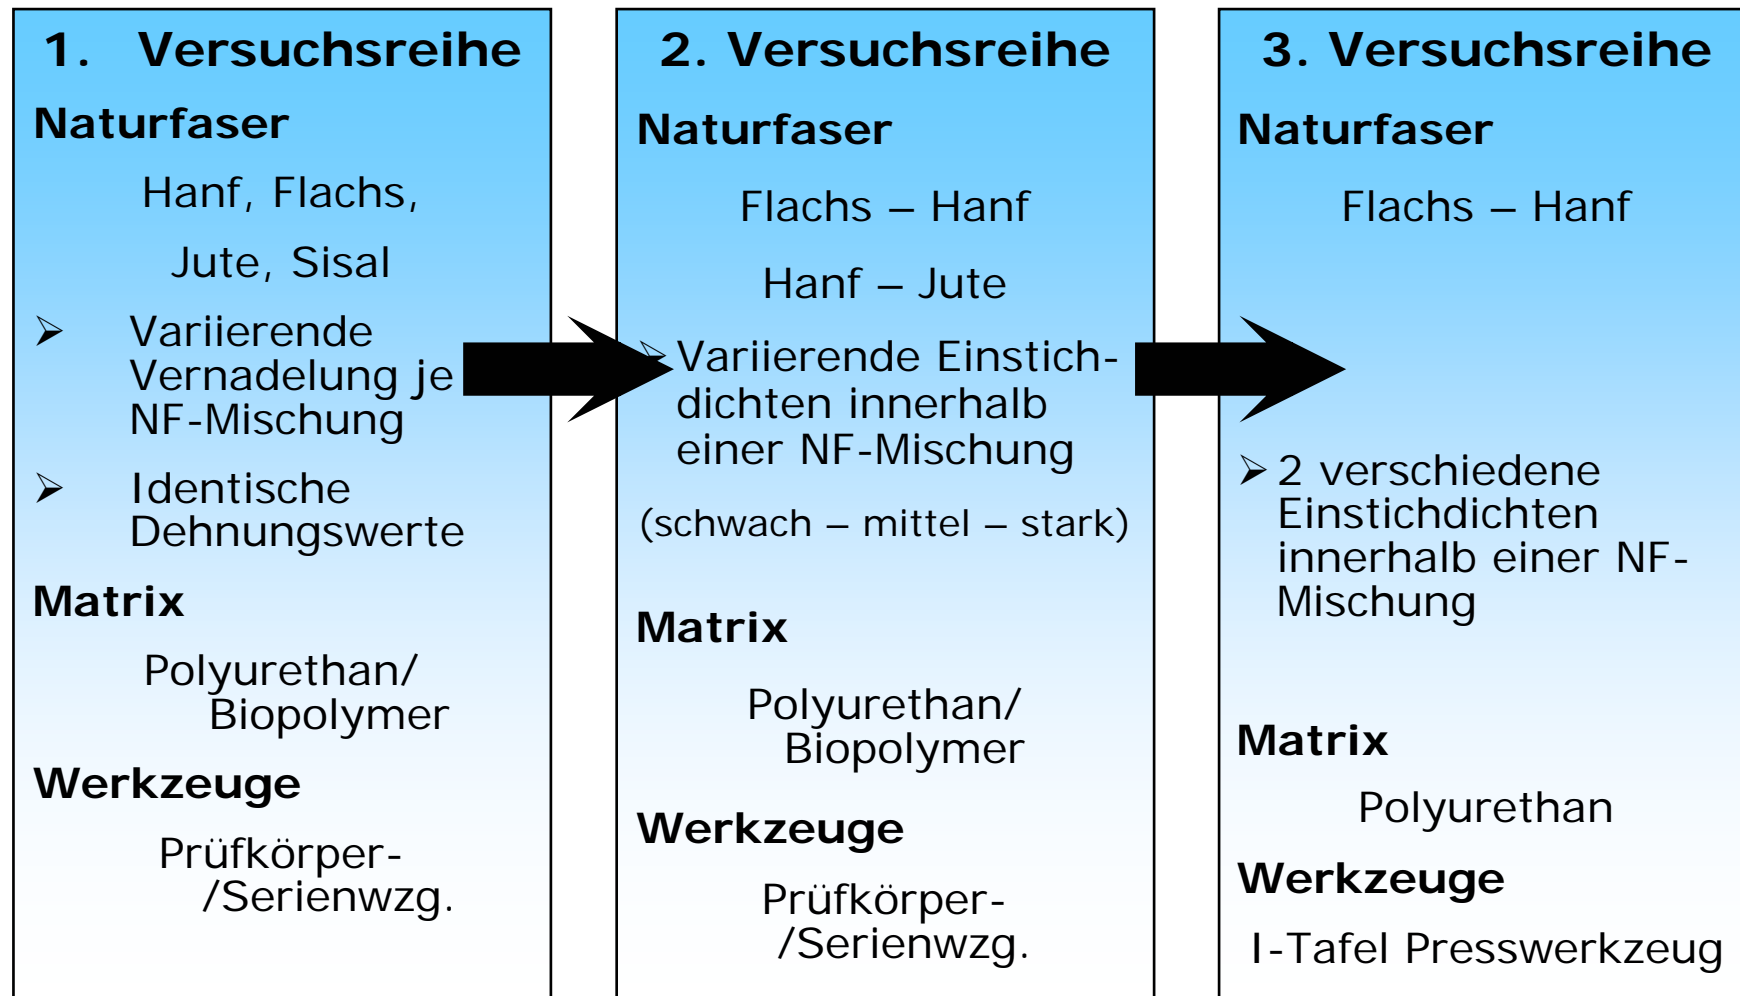 1. Versuchsreihe
Naturfaser
Hanf, Flachs,
Jute, Sisal
➢ Variierende
Vernadelung je
NF-Mischung
➢ Identische
Dehnungswerte
Matrix
Polyurethan/
Biopolymer
Werkzeuge
Prüfkörper-
/Serienwzg.
2. Versuchsreihe
Naturfaser
Flachs – Hanf
Hanf – Jute
➢ Variierende Einstich-
dichten innerhalb
einer NF-Mischung
(schwach – mittel – stark)
Matrix
Polyurethan/
Biopolymer
Werkzeuge
Prüfkörper-
/Serienwzg.
3. Versuchsreihe
Naturfaser
Flachs – Hanf
➢ 2 verschiedene
Einstichdichten
innerhalb einer NF-
Mischung
Matrix
Polyurethan
Werkzeuge
I-Tafel Presswerkzeug